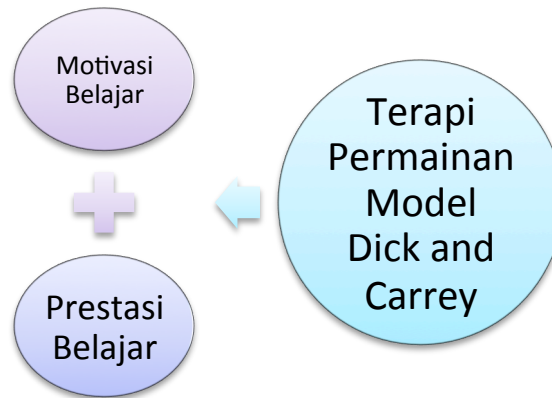 Motivasi
Belajar
Prestasi
Belajar
Terapi
Permainan
Model
Dick and
Carrey